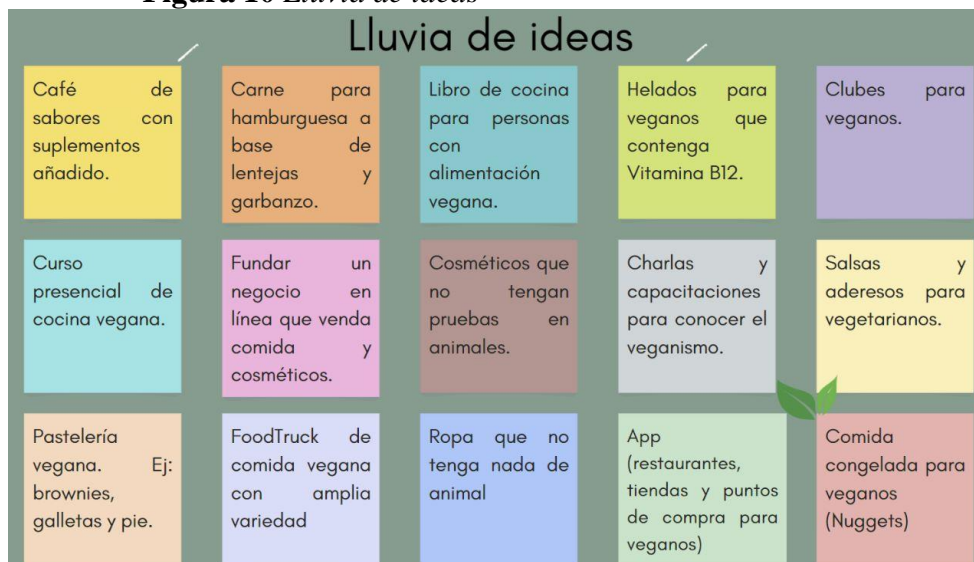 Figura 10 Lluvia de ideas
Lluvia de ideas
Café de
sabores con
suplementos
añadido.
Carne para
hamburguesa a
base de
lentejas y
garbanzo.
Libro de cocina
para personas
con
alimentación
vegana.
Helados para
veganos que
contenga
Vitamina B12.
Clubes para
veganos.
Curso
presencial de
cocina vegana.
Fundar un
negocio en
línea que venda
comida y
cosméticos.
Cosméticos que
no tengan
pruebas en
animales.
Charlas y
capacitaciones
para conocer el
veganismo.
Salsas y
aderesos para
vegetarianos.
Pastelería
vegana. Ej:
brownies,
galletas y pie.
FoodTruck de
comida vegana
con amplia
variedad
Ropa que no
tenga nada de
animal
App
(restaurantes,
tiendas y puntos
de compra para
veganos)
Comida
congelada para
veganos
(Nuggets)